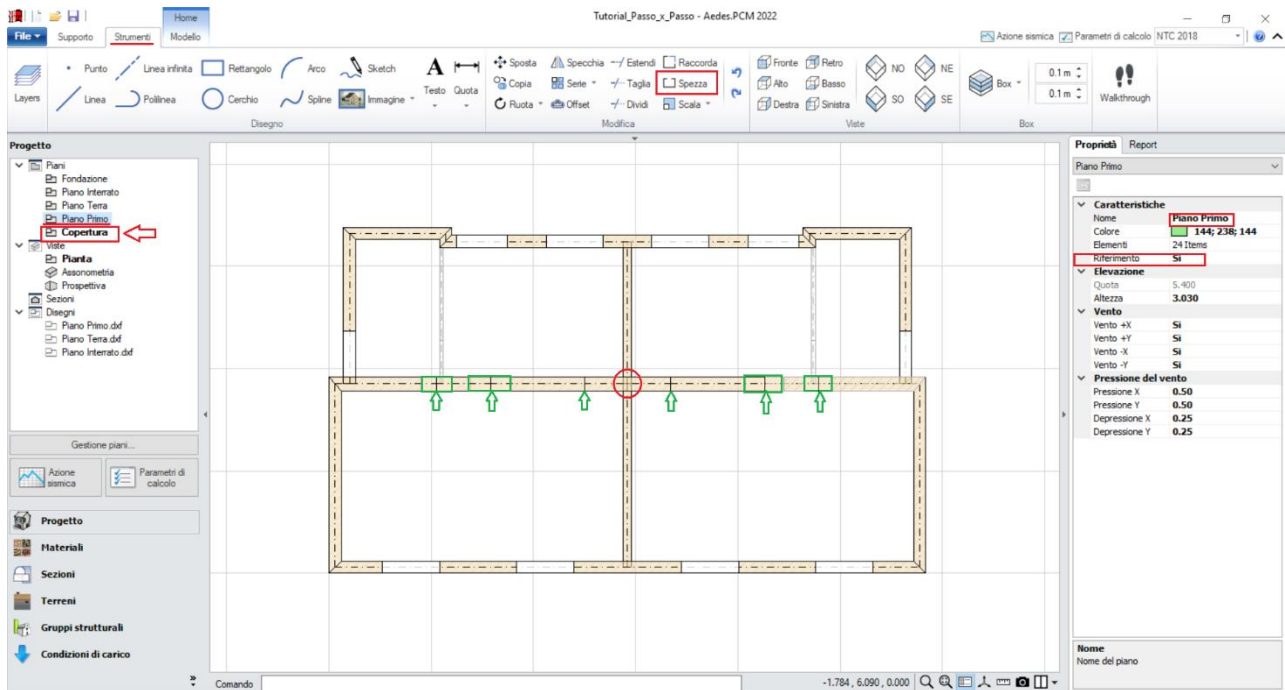 Home
Tutorial_Passo_x_Passo - Aedes.PCM 2022
File Supporto Strumenti Modello
Azione sismica Parametri di calcolo NTC 2018
Layers
Punto Linea infinita Rettangolo Arco Sketch
Linea Polilinea Cerchio Spline Immagine
Testo Quota
Disegno
Sposta Specchia Estendi Raccorda
Copia Serie Taglia Spezza
Ruota Offset Dividi Scala
Modifica
Fronte Retro
Alto Basso
Destra Sinistra
NO NE
SO SE
Viste
Box
0.1 m
0.1 m
Box
Walkthrough
Progetto
Piani
Fondazione
Piano Interrato
Piano Terra
Piano Primo
Copertura
Viste
Pianta
Assonometria
Prospettiva
Sezioni
Disegni
Piano Primo.dxf
Piano Terra.dxf
Piano Interrato.dxf
Gestione piani...
Azione sismica
Parametri di calcolo
Progetto
Materiali
Sezioni
Terreni
Gruppi strutturali
Condizioni di carico
Comando
-1.784 , 6.090 , 0.000
Proprietà Report
Piano Primo
Caratteristiche
Nome Piano Primo
Colore 144; 238; 144
Elementi 24 Items
Riferimento Sì
Elevazione
Quota 5.400
Altezza 3.030
Vento
Vento +X Sì
Vento +Y Sì
Vento -X Sì
Vento -Y Sì
Pressione del vento
Pressione X 0.50
Pressione Y 0.50
Depressione X 0.25
Depressione Y 0.25
Nome
Nome del piano